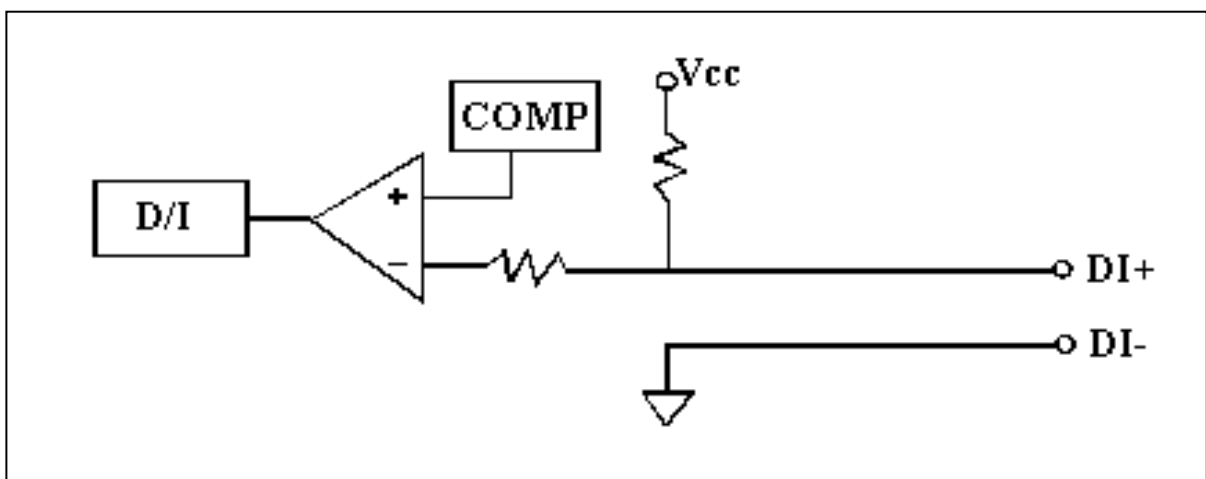 Vcc
COMP
+
D/I
−
DI+
DI-